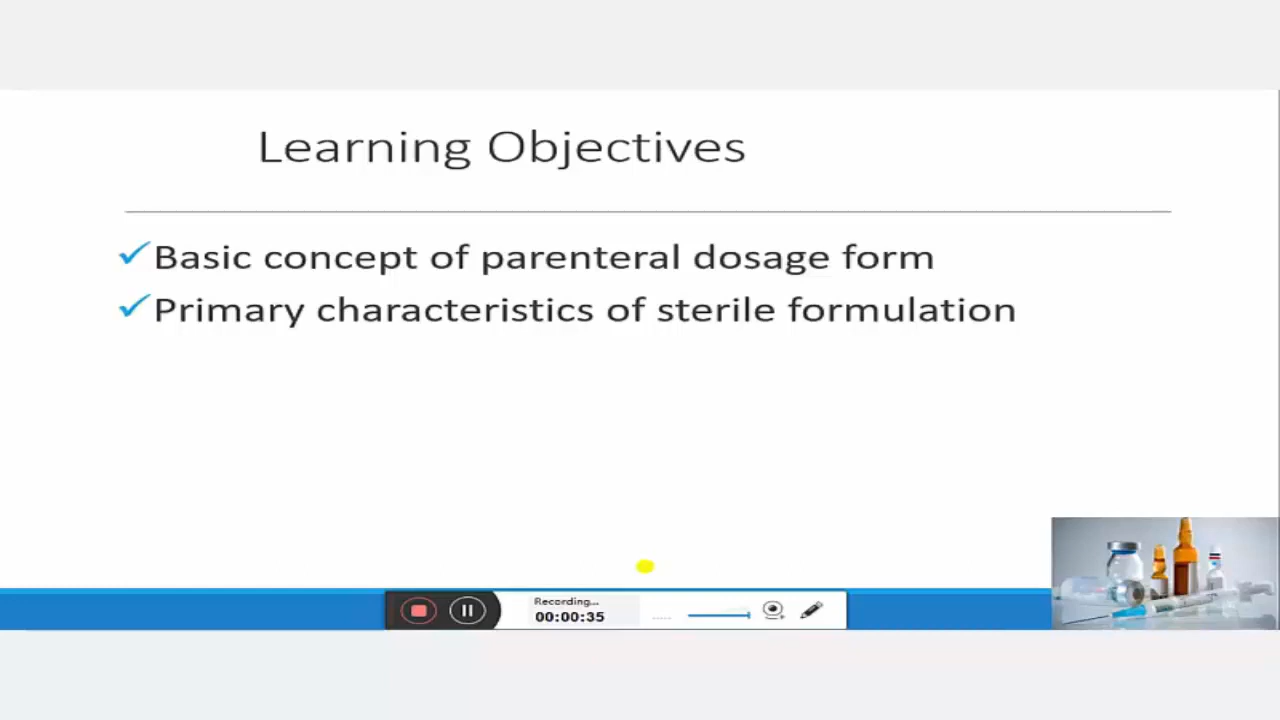 Learning Objectives
Basic concept of parenteral dosage form
Primary characteristics of sterile formulation
Recording...
00:00:35